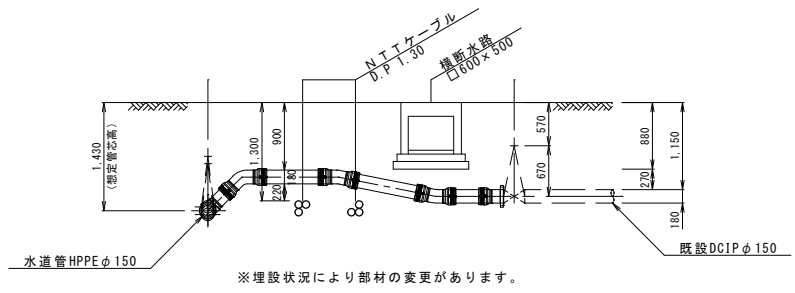 NTTケーブル
D.P 1.30
横断水路
□600×500
1,430
(想定管芯高)
1,300
900
180
220
570
670
880
270
1,150
180
水道管HPPEφ150
既設DCIPφ150
※埋設状況により部材の変更があります。